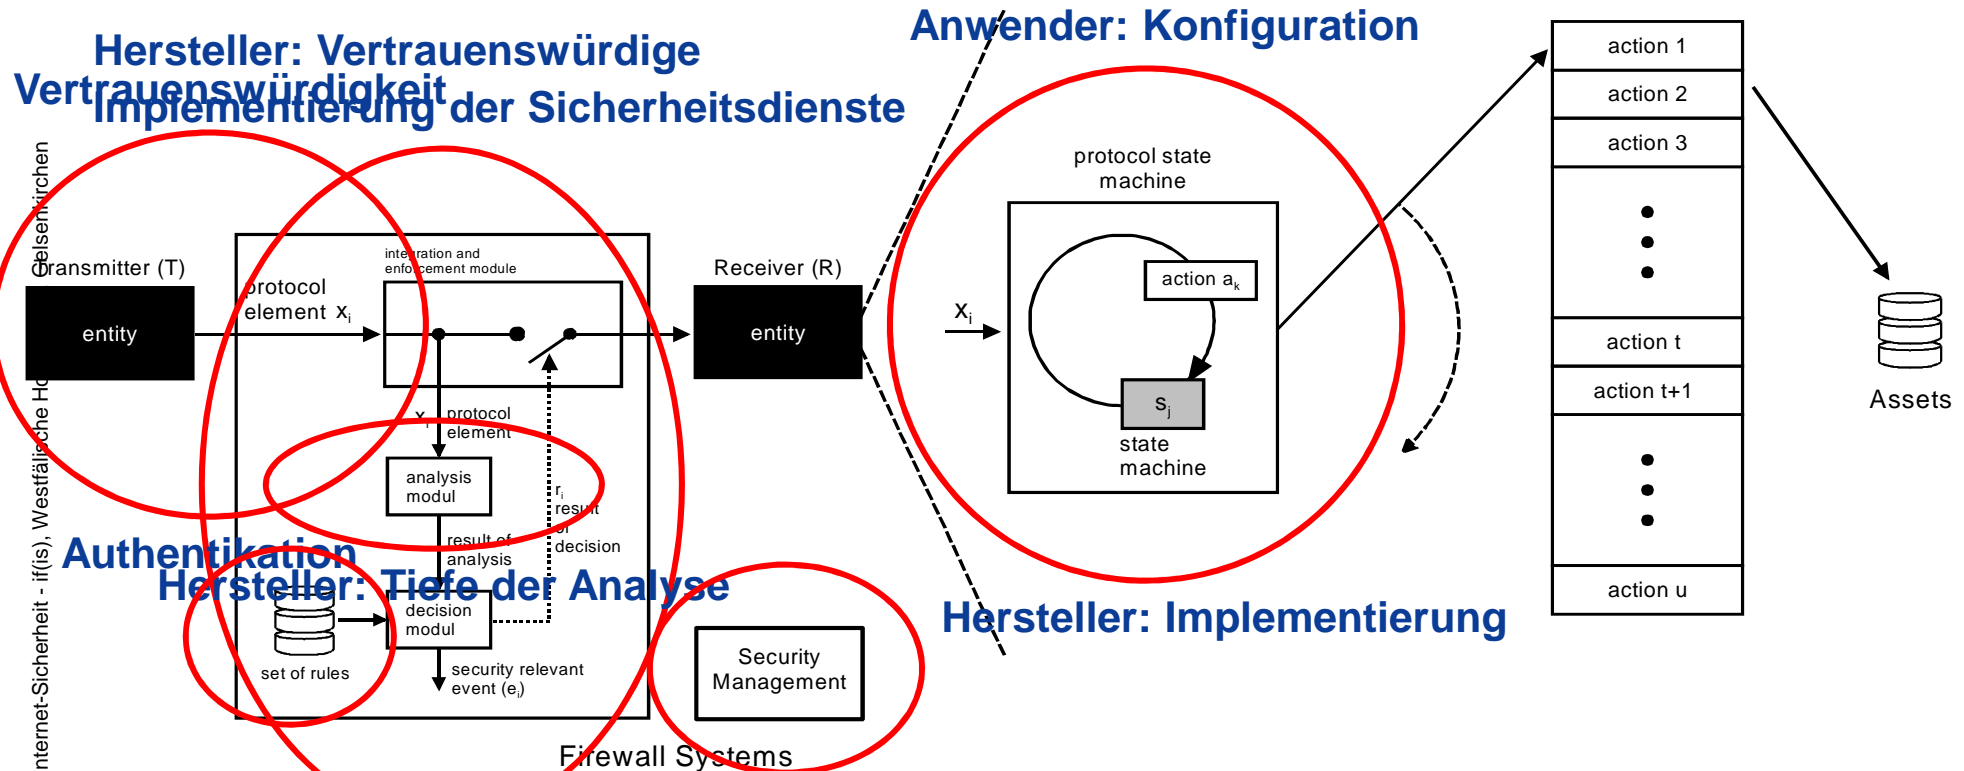 Anwender: Konfiguration
Hersteller: Vertrauenswürdige
Vertrauenswürdigkeit
Implementierung der Sicherheitsdienste
nternet-Sicherheit - if(is), Westfälische Gelsenkirchen
Transmitter (T)
entity
protocol
element xi
integration and
enforcement module
Receiver (R)
entity
xi protocol
element
analysis
modul
ri
result
of
decision
result of
analysis
Authentikation
Hersteller: Tiefe der Analyse
decision
modul
set of rules
security relevant
event (ei)
Security
Management
Firewall Systems
protocol state
machine
xi
action ak
sj
state
machine
Hersteller: Implementierung
action 1
action 2
action 3
action t
action t+1
action u
Assets